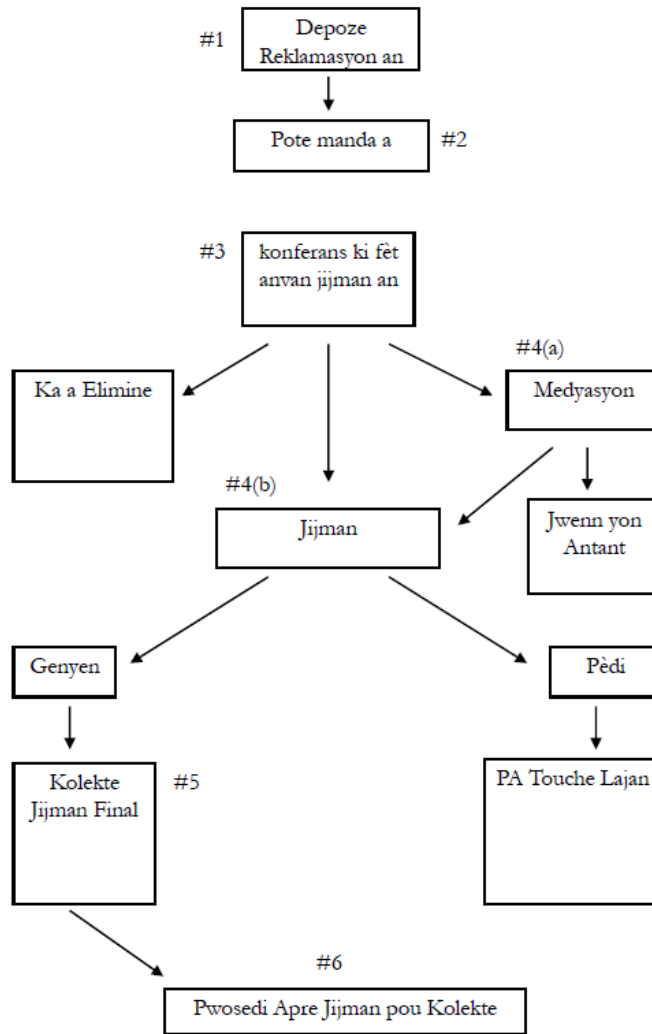 #1
Depoze
Reklamasyon an
Pote manda a
#2
#3
konferans ki fèt
anvan jijman an
#4(a)
Ka a Elimine
Medyasyon
#4(b)
Jijman
Jwenn yon
Antant
Genyen
Pèdi
Kolekte
Jijman Final
#5
PA Touche Lajan
#6
Pwosedi Apre Jijman pou Kolekte